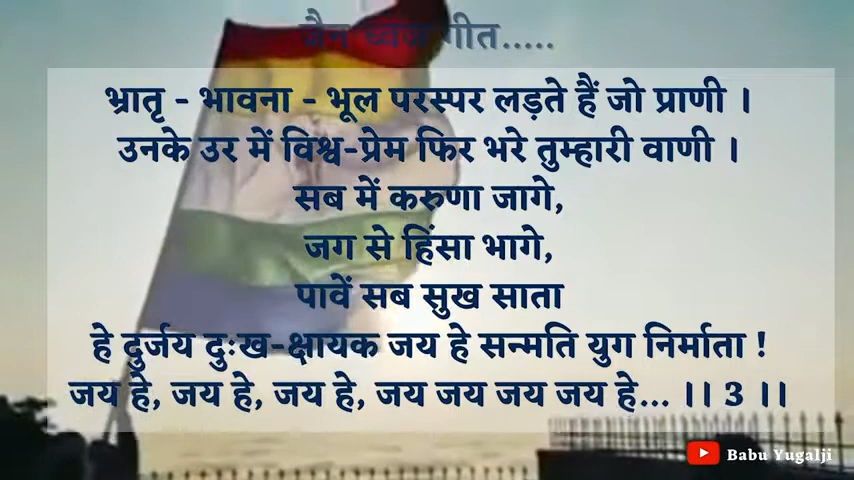 जैन ध्वज गीत.....
भ्रातृ - भावना - भूल परस्पर लड़ते हैं जो प्राणी ।
उनके उर में विश्व-प्रेम फिर भरे तुम्हारी वाणी ।
सब में करुणा जागे,
जग से हिंसा भागे,
पावें सब सुख साता
हे दुर्जय दुःख-क्षायक जय हे सन्मति युग निर्माता !
जय हे, जय हे, जय हे, जय जय जय जय हे... ।। 3 ।।
Babu Yugalji